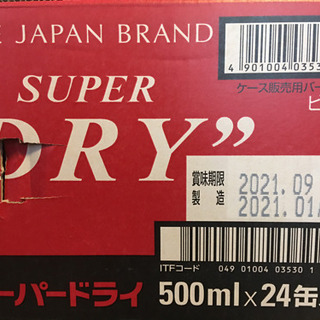 JAPAN BRAND
4 901004 0353
ケース販売用バー
SUPER
DRY”
賞味期限 2021.09
製造 2021.01/
ITFコード 049 01004 03530 1
ーパードライ 500ml×24缶